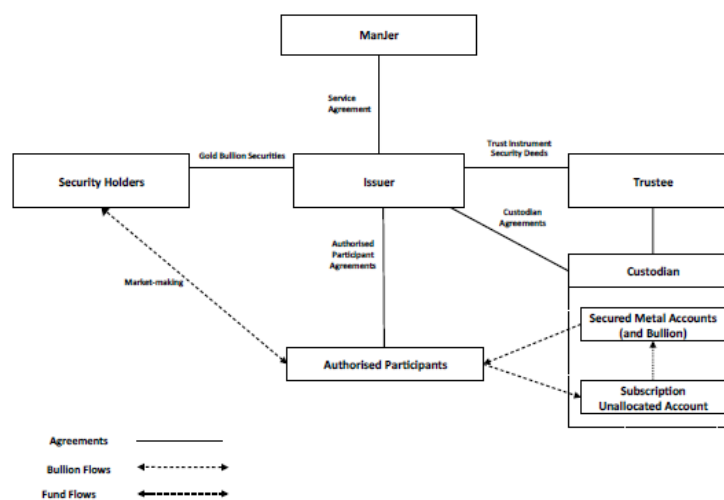 ManJer
Service
Agreement
Trust Instrument
Security Deeds
Gold Bullion Securities
Security Holders
Issuer
Trustee
Custodian
Agreements
Authorised
Participant
Agreements
Custodian
Market-making
Secured Metal Accounts
(and Bullion)
Authorised Participants
Subscription
Unallocated Account
Agreements
Bullion Flows
Fund Flows